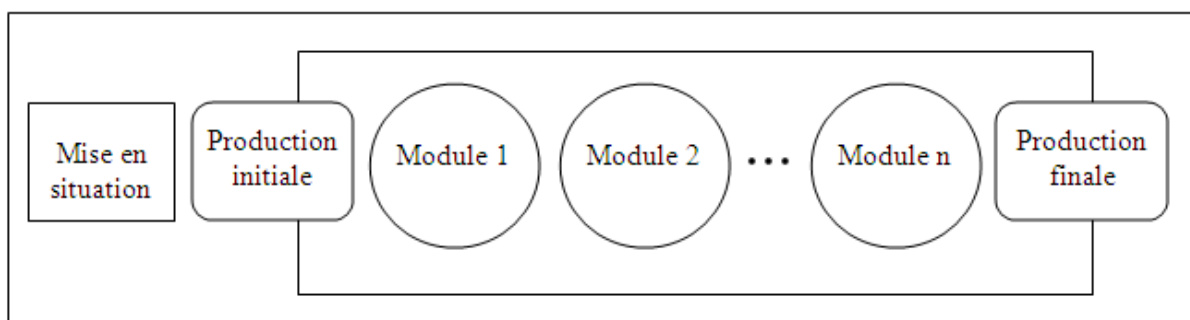 Mise en
situation
Production
initiale
Module 1
Module 2
...
Module n
Production
finale